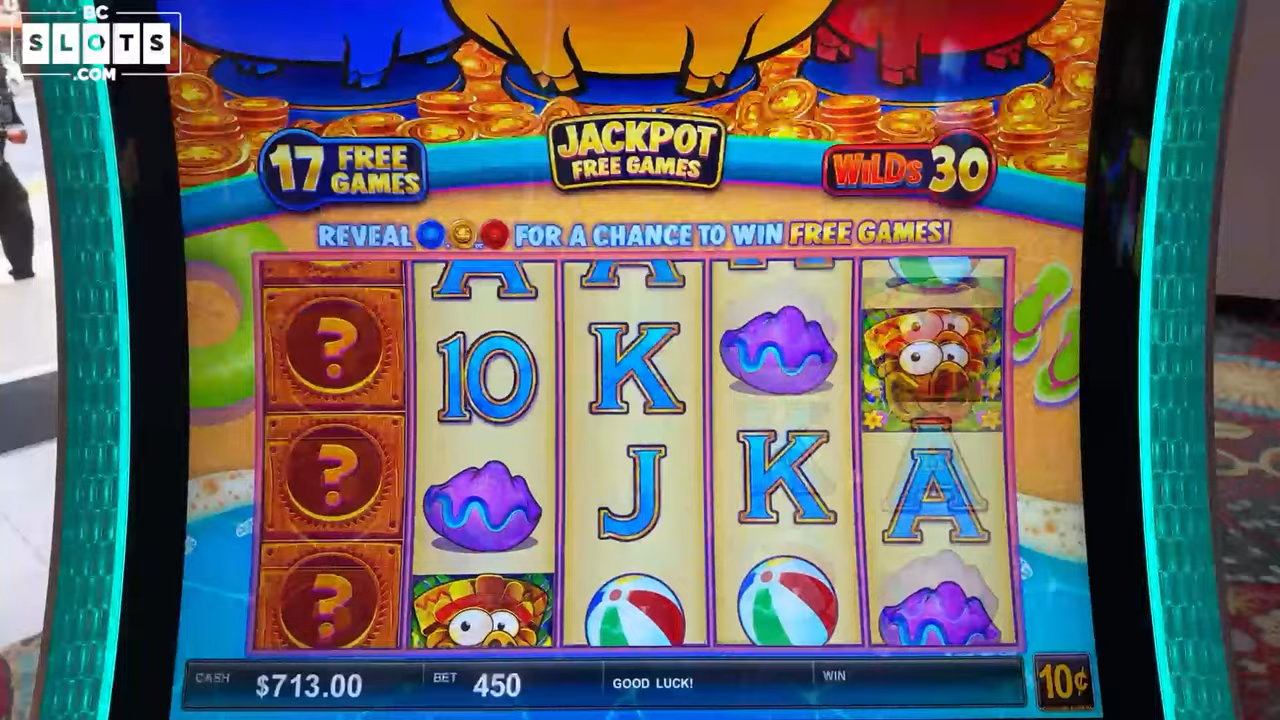 BC
SLOTS
.COM
17 FREE GAMES
JACKPOT
FREE GAMES
WILDS 30
REVEAL , OR FOR A CHANCE TO WIN FREE GAMES!
?
?
?
A
10
A
K
J
K
A
CASH $713.00
BET 450
GOOD LUCK!
WIN
10¢